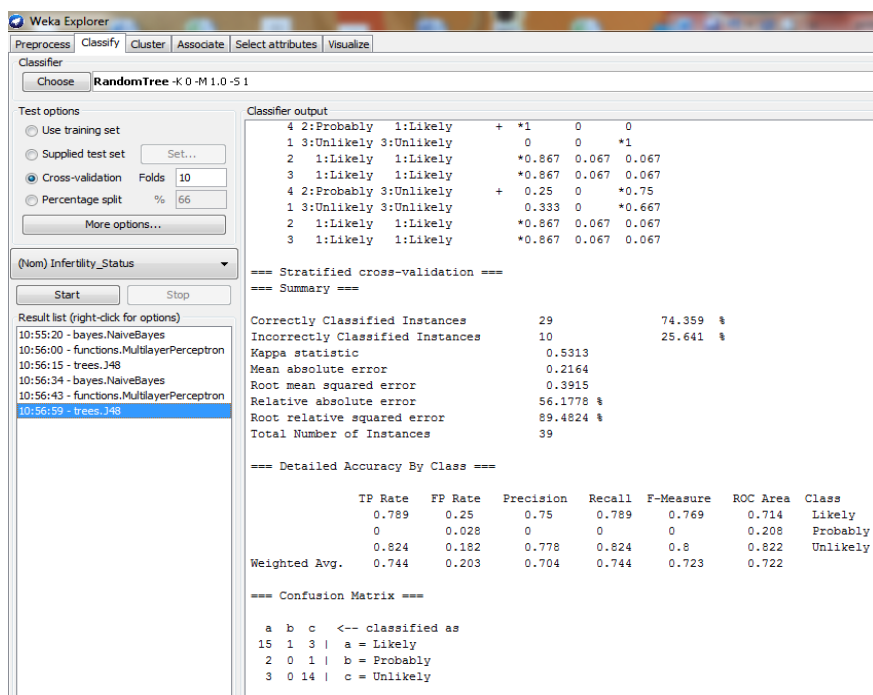 Weka Explorer
Preprocess Classify Cluster Associate Select attributes Visualize
Classifier
Choose RandomTree -K 0 -M 1.0 -S 1
Test options
Use training set
Supplied test set Set...
Cross-validation Folds 10
Percentage split % 66
More options...
(Nom) Infertility_Status
Start Stop
Result list (right-click for options)
10:55:20 - bayes.NaiveBayes
10:56:00 - functions.MultilayerPerceptron
10:56:15 - trees.J48
10:56:34 - bayes.NaiveBayes
10:56:43 - functions.MultilayerPerceptron
10:56:59 - trees.J48
Classifier output
4 2:Probably 1:Likely + *1 0 0
1 3:Unlikely 3:Unlikely 0 0 *1
2 1:Likely 1:Likely *0.867 0.067 0.067
3 1:Likely 1:Likely *0.867 0.067 0.067
4 2:Probably 3:Unlikely + 0.25 0 *0.75
1 3:Unlikely 3:Unlikely 0.333 0 *0.667
2 1:Likely 1:Likely *0.867 0.067 0.067
3 1:Likely 1:Likely *0.867 0.067 0.067
=== Stratified cross-validation ===
=== Summary ===
Correctly Classified Instances 29 74.359 %
Incorrectly Classified Instances 10 25.641 %
Kappa statistic 0.5313
Mean absolute error 0.2164
Root mean squared error 0.3915
Relative absolute error 56.1778 %
Root relative squared error 89.4824 %
Total Number of Instances 39
=== Detailed Accuracy By Class ===
TP Rate FP Rate Precision Recall F-Measure ROC Area Class
0.789 0.25 0.75 0.789 0.769 0.714 Likely
0 0.028 0 0 0 0.208 Probably
0.824 0.182 0.778 0.824 0.8 0.822 Unlikely
Weighted Avg. 0.744 0.203 0.704 0.744 0.723 0.722
=== Confusion Matrix ===
a b c <-- classified as
15 1 3 | a = Likely
2 0 1 | b = Probably
3 0 14 | c = Unlikely